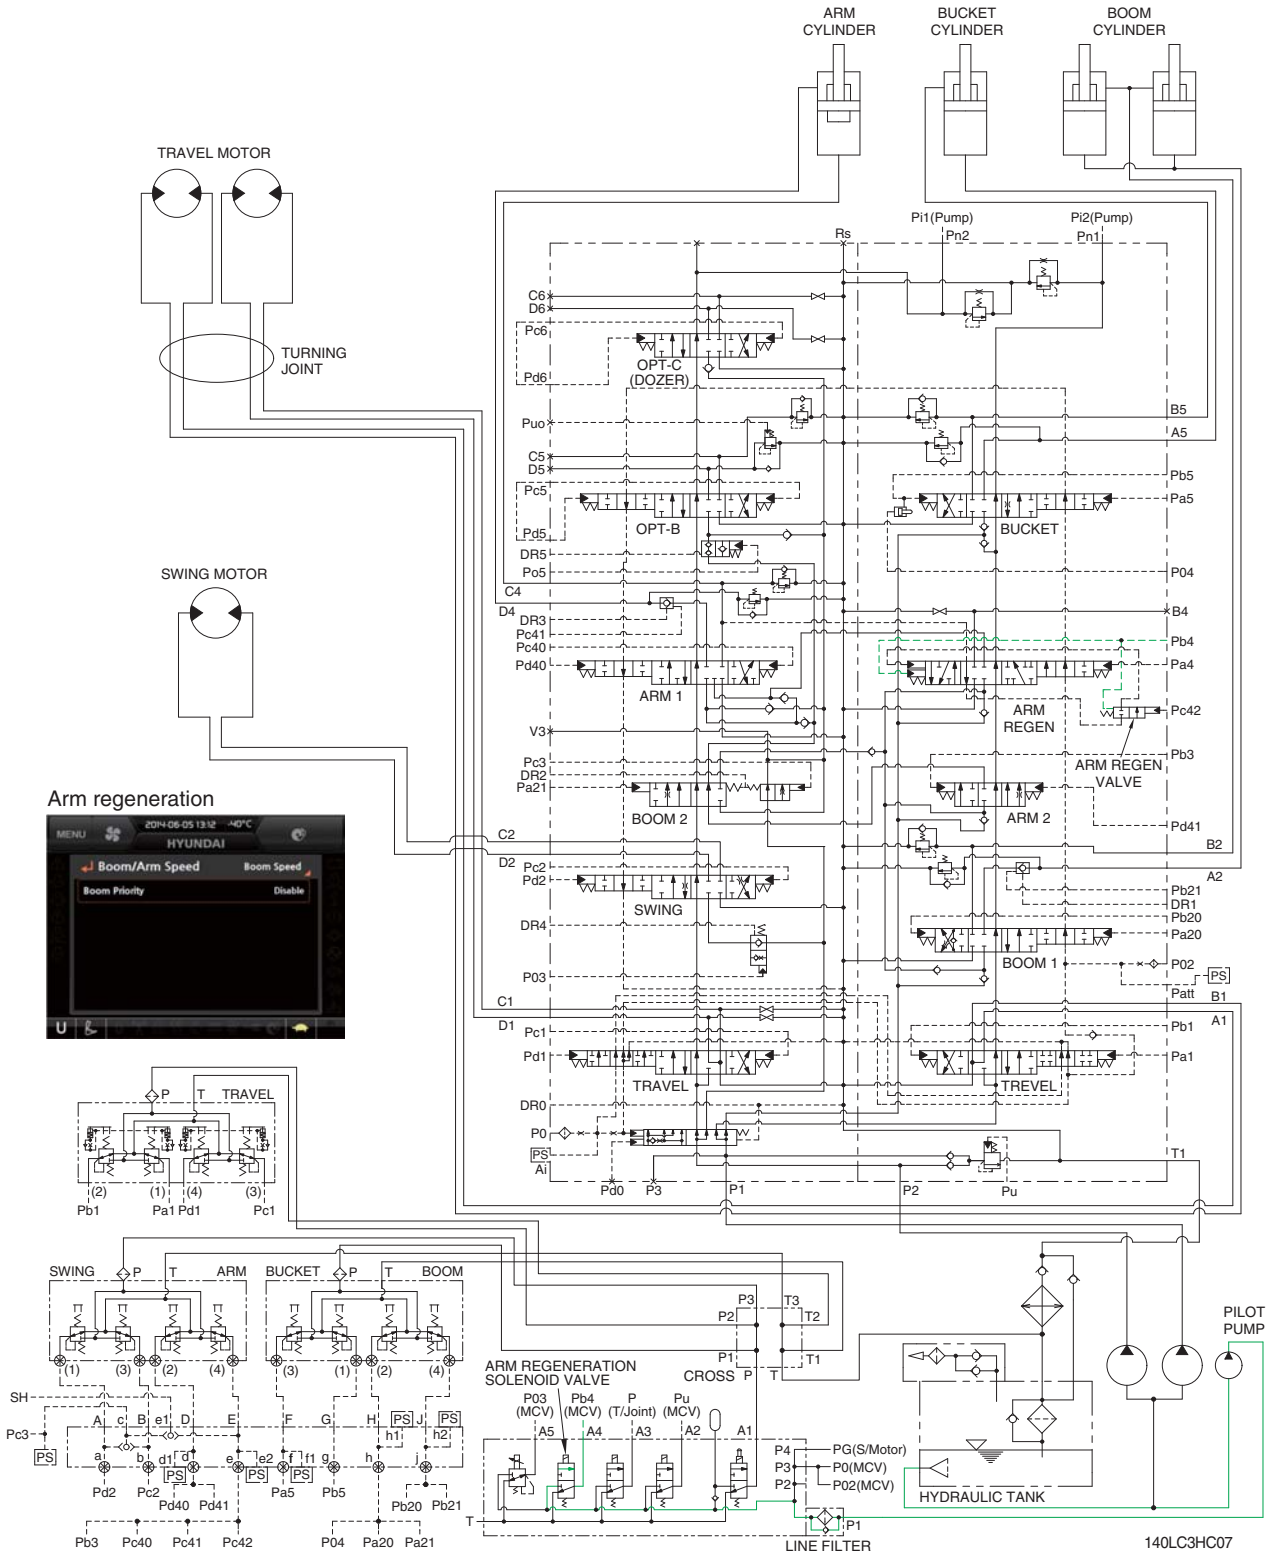 ARM
CYLINDER
BUCKET
CYLINDER
BOOM
CYLINDER
TRAVEL MOTOR
TURNING
JOINT
SWING MOTOR
Pi1(Pump)
Pn2
Pi2(Pump)
Pn1
Rs
C6
D6
Pc6
Pd6
OPT-C
(DOZER)
Puo
C5
D5
Pc5
Pd5
OPT-B
DR5
Po5
C4
D4
DR3
Pc41
Pc40
Pd40
ARM 1
V3
Pc3
DR2
Pa21
BOOM 2
C2
D2
Pc2
Pd2
SWING
DR4
P03
C1
D1
Pc1
Pd1
TRAVEL
DR0
P0
PS
Ai
Pd0
P3
P1
P2
Pu
T1
B5
A5
Pb5
Pa5
BUCKET
P04
B4
Pb4
Pa4
ARM
REGEN
Pc42
ARM REGEN
VALVE
Pb3
ARM 2
Pd41
B2
A2
Pb21
DR1
Pb20
Pa20
BOOM 1
P02
PS
Patt
B1
A1
Pb1
Pa1
TREVEL
Arm regeneration
MENU
2014-06-05 13:12
-40°C
HYUNDAI
Boom/Arm Speed
Boom Speed
Boom Priority
Disable
U
P
T
TRAVEL
(2)
(1)
(4)
(3)
Pb1
Pa1
Pd1
Pc1
SWING
P
T
ARM
BUCKET
P
T
BOOM
(1)
(3)
(2)
(4)
(3)
(1)
(2)
(4)
SH
Pc3
PS
A
c
B
e1
D
E
F
G
H
PS
h1
J
PS
h2
a
b
d1
d
PS
e
e2
PS
f
f1
PS
g
h
j
Pd2
Pc2
Pd40
Pd41
Pa5
Pb5
Pb20
Pb21
Pb3
Pc40
Pc41
Pc42
P04
Pa20
Pa21
P3
T3
P2
T2
P1
T1
CROSS
P
T
ARM REGENERATION
SOLENOID VALVE
P03
(MCV)
Pb4
(MCV)
P
(T/Joint)
Pu
(MCV)
A5
A4
A3
A2
A1
P4
PG(S/Motor)
P3
P0(MCV)
P2
P02(MCV)
T
P1
LINE FILTER
HYDRAULIC TANK
PILOT
PUMP
140LC3HC07